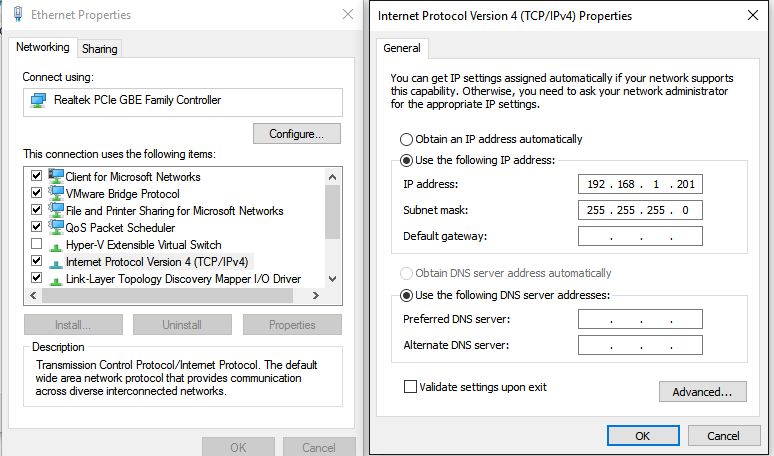 Ethernet Properties
Networking
Sharing
Connect using:
Realtek PCIe GBE Family Controller
Configure...
This connection uses the following items:
Client for Microsoft Networks
VMware Bridge Protocol
File and Printer Sharing for Microsoft Networks
QoS Packet Scheduler
Hyper-V Extensible Virtual Switch
Internet Protocol Version 4 (TCP/IPv4)
Link-Layer Topology Discovery Mapper I/O Driver
Install...
Uninstall
Properties
Description
Transmission Control Protocol/Internet Protocol. The default
wide area network protocol that provides communication
across diverse interconnected networks.
OK
Cancel
Internet Protocol Version 4 (TCP/IPv4) Properties
General
You can get IP settings assigned automatically if your network supports
this capability. Otherwise, you need to ask your network administrator
for the appropriate IP settings.
Obtain an IP address automatically
Use the following IP address:
IP address: 192 . 168 . 1 . 201
Subnet mask: 255 . 255 . 255 . 0
Default gateway: . . .
Obtain DNS server address automatically
Use the following DNS server addresses:
Preferred DNS server: . . .
Alternate DNS server: . . .
Validate settings upon exit
Advanced...
OK
Cancel